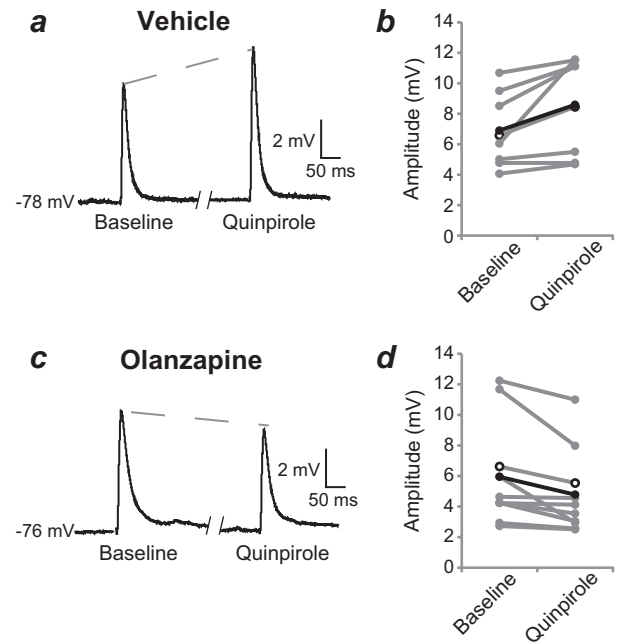 a
Vehicle
2 mV
50 ms
-78 mV
Baseline
Quinpirole
b
Amplitude (mV)
14
12
10
8
6
4
2
0
Baseline
Quinpirole
c
Olanzapine
2 mV
50 ms
-76 mV
Baseline
Quinpirole
d
Amplitude (mV)
14
12
10
8
6
4
2
0
Baseline
Quinpirole